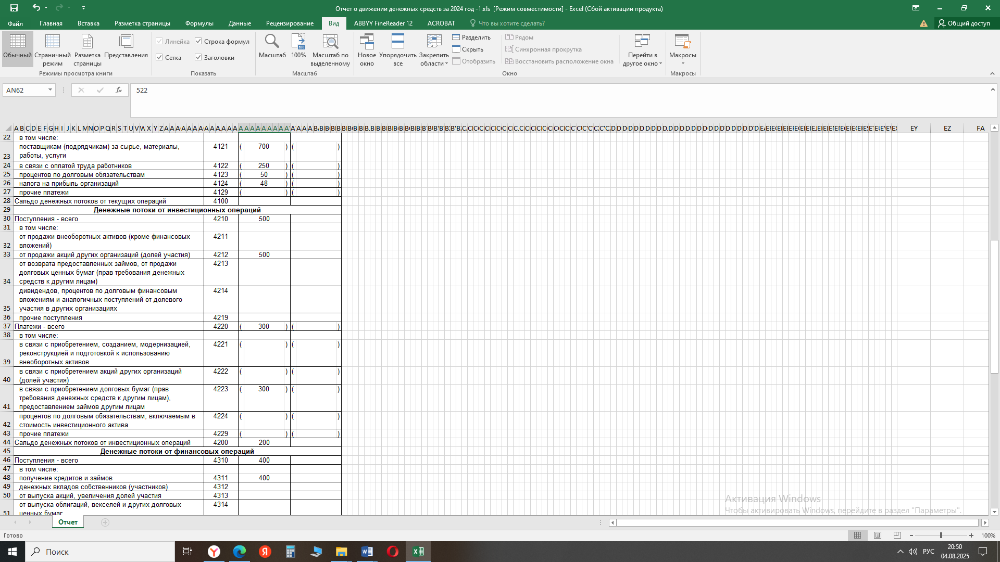 Отчет о движении денежных средств за 2024 год -1.xls [Режим совместимости] - Excel (Сбой активации продукта)
Файл Главная Вставка Разметка страницы Формулы Данные Рецензирование Вид ABBYY FineReader 12 ACROBAT Что вы хотите сделать? Общий доступ
Обычный
Страничный режим
Разметка страницы
Представления
Режимы просмотра книги
Линейка
Строка формул
Сетка
Заголовки
Показать
Масштаб
100%
Масштаб по выделенному
Масштаб
Новое окно
Упорядочить все
Закрепить области
Разделить
Скрыть
Отобразить
Рядом
Синхронная прокрутка
Восстановить расположение окна
Окно
Перейти в другое окно
Макросы
Макросы
AN62 fx 522
A B C D E F G H I J K L M N O P Q R S T U V W X Y Z
EY EZ FA
22 в том числе:
23 поставщикам (подрядчикам) за сырье, материалы,
работы, услуги 4121 ( 700 ) ( )
24 в связи с оплатой труда работников 4122 ( 250 ) ( )
25 процентов по долговым обязательствам 4123 ( 50 ) ( )
26 налога на прибыль организаций 4124 ( 48 ) ( )
27 прочие платежи 4129 ( ) ( )
28 Сальдо денежных потоков от текущих операций 4100
29 Денежные потоки от инвестиционных операций
30 Поступления - всего 4210 500
31 в том числе:
32 от продажи внеоборотных активов (кроме финансовых
вложений) 4211
33 от продажи акций других организаций (долей участия) 4212 500
34 от возврата предоставленных займов, от продажи
долговых ценных бумаг (прав требования денежных
средств к другим лицам) 4213
35 дивидендов, процентов по долговым финансовым
вложениям и аналогичных поступлений от долевого
участия в других организациях 4214
36 прочие поступления 4219
37 Платежи - всего 4220 ( 300 ) ( )
38 в том числе:
39 в связи с приобретением, созданием, модернизацией,
реконструкцией и подготовкой к использованию
внеоборотных активов 4221 ( ) ( )
40 в связи с приобретением акций других организаций
(долей участия) 4222 ( ) ( )
41 в связи с приобретением долговых бумаг (прав
требования денежных средств к другим лицам),
предоставлением займов другим лицам 4223 ( 300 ) ( )
42 процентов по долговым обязательствам, включаемым в
стоимость инвестиционного актива 4224 ( ) ( )
43 прочие платежи 4229 ( ) ( )
44 Сальдо денежных потоков от инвестиционных операций 4200 200
45 Денежные потоки от финансовых операций
46 Поступления - всего 4310 400
47 в том числе:
48 получение кредитов и займов 4311 400
49 денежных вкладов собственников (участников) 4312
50 от выпуска акций, увеличения долей участия 4313
51 от выпуска облигаций, векселей и других долговых
ценных бумаг 4314
Активация Windows
Чтобы активировать Windows, перейдите в раздел "Параметры".
Отчет
Готово
100%
Поиск
РУС
20:50
04.08.2025